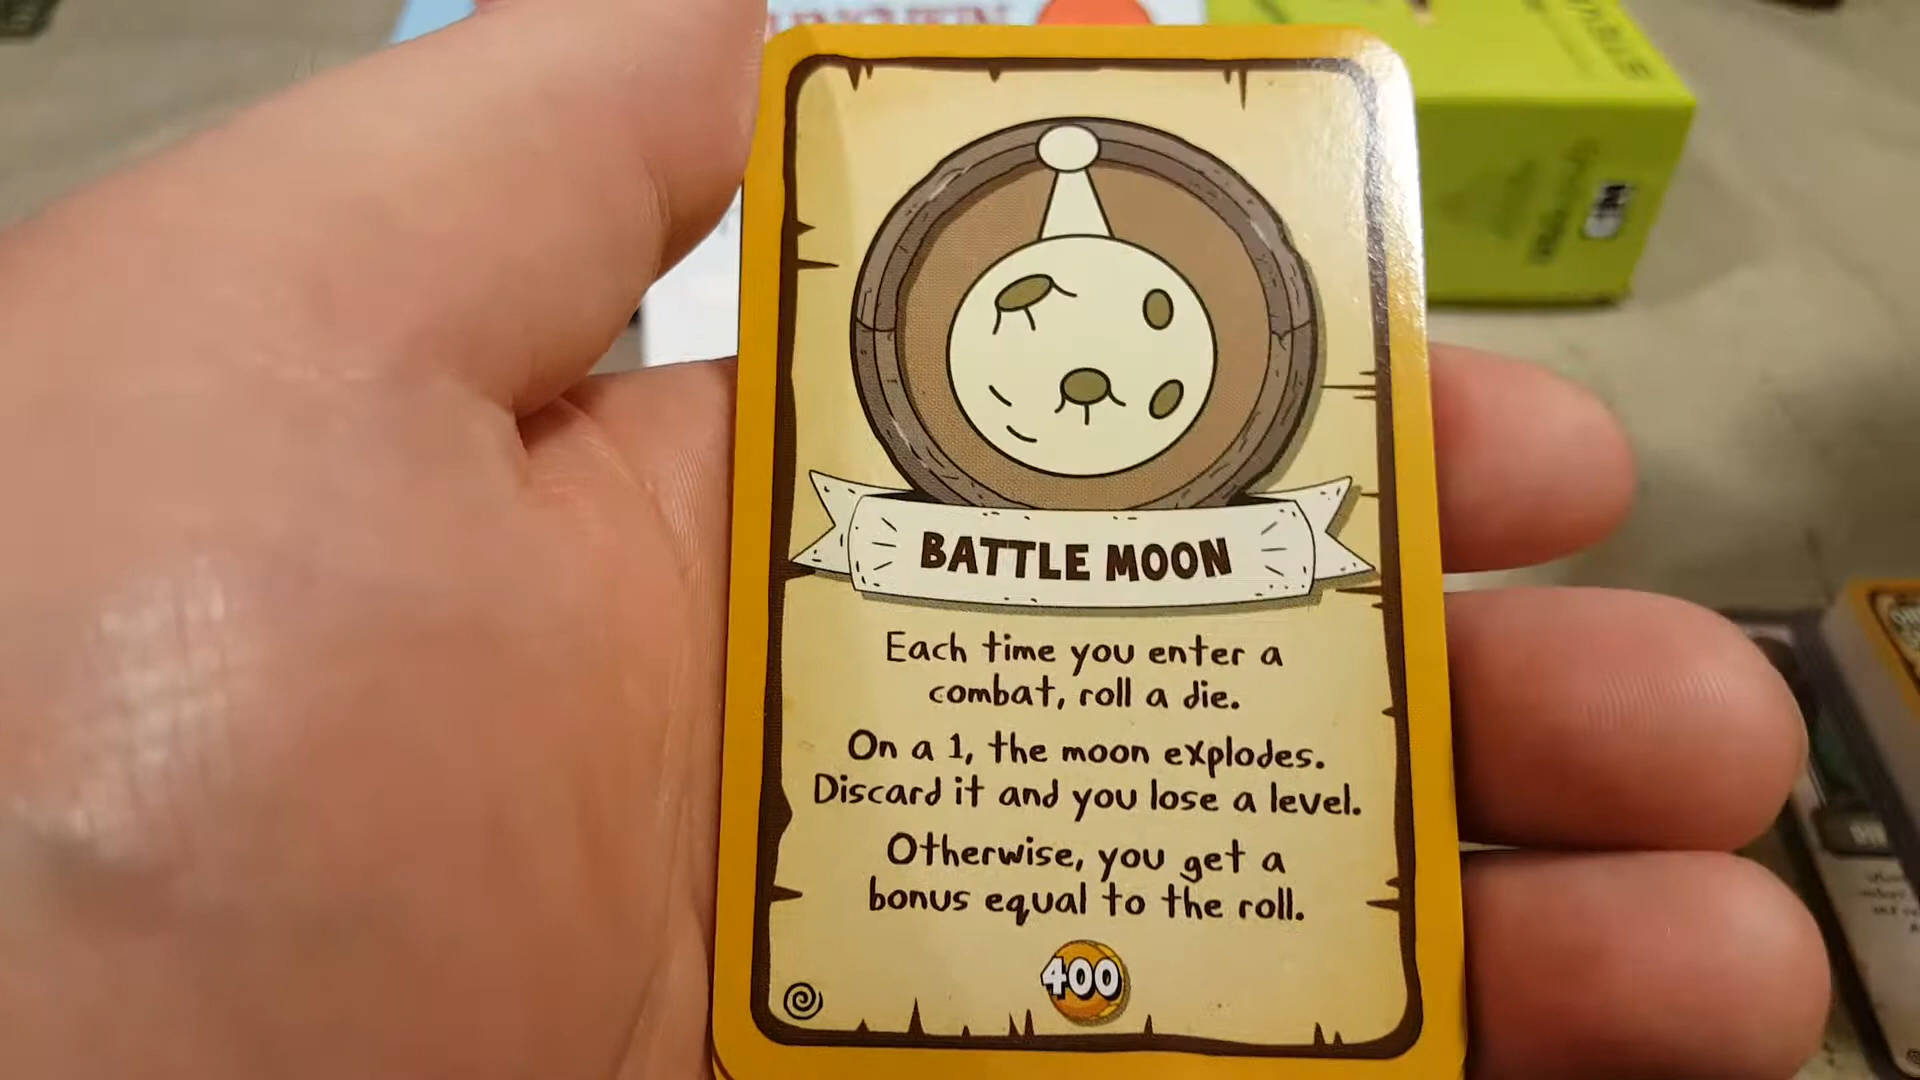 BATTLE MOON
Each time you enter a
combat, roll a die.
On a 1, the moon explodes.
Discard it and you lose a level.
Otherwise, you get a
bonus equal to the roll.
400